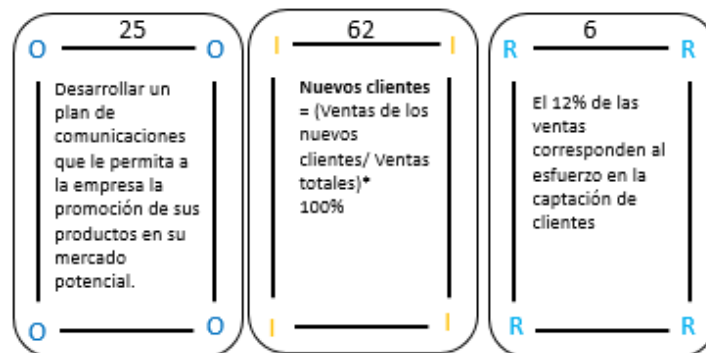 25
O O
Desarrollar un
plan de
comunicaciones
que le permita a
la empresa la
promoción de sus
productos en su
mercado
potencial.
O O
62
I I
Nuevos clientes
= (Ventas de los
nuevos
clientes/ Ventas
totales)*
100%
I I
6
R R
El 12% de las
ventas
corresponden al
esfuerzo en la
captación de
clientes
R R